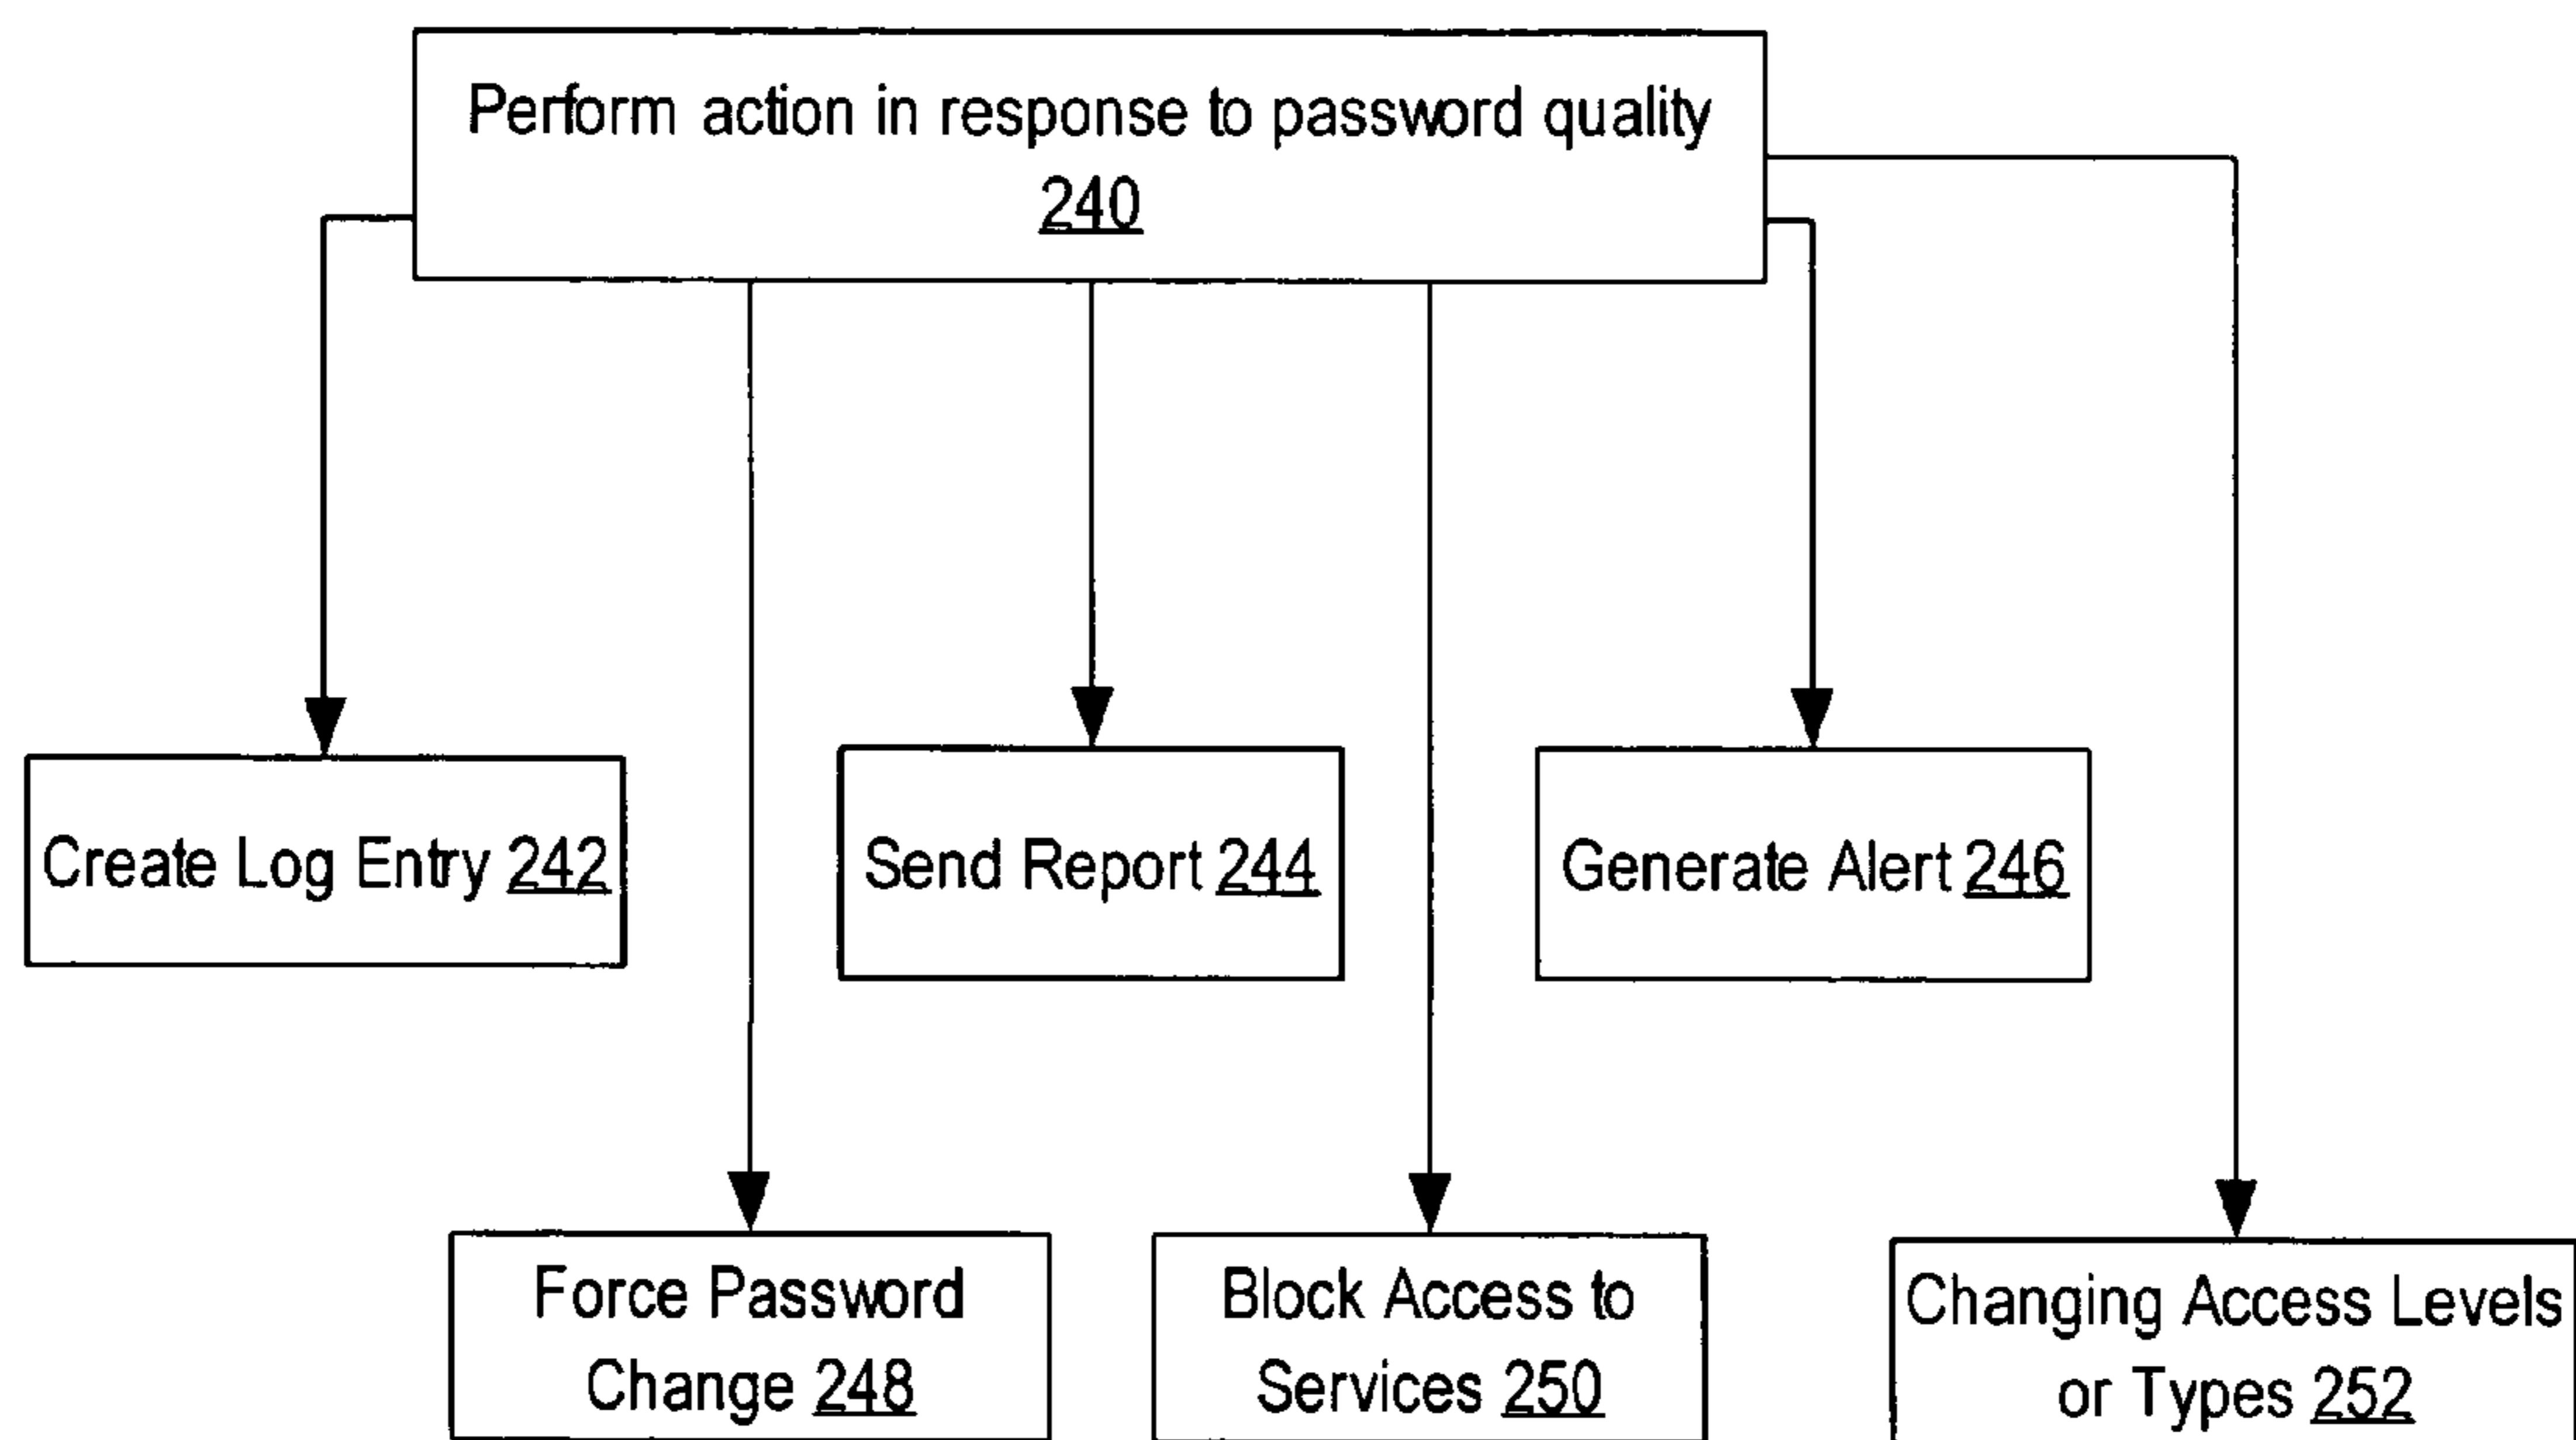 Perform action in response to password quality
240
Create Log Entry 242
Send Report 244
Generate Alert 246
Force Password
Change 248
Block Access to
Services 250
Changing Access Levels
or Types 252